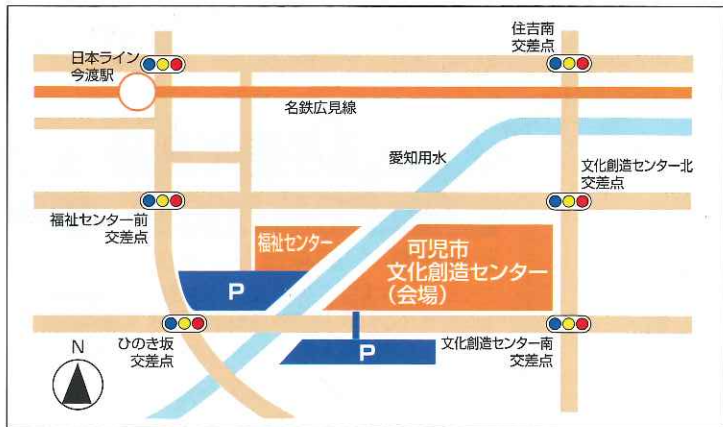 日本ライン
今渡駅
住吉南
交差点
名鉄広見線
愛知用水
文化創造センター北
交差点
福祉センター前
交差点
福祉センター
可児市
文化創造センター
(会場)
P
ひのき坂
交差点
P
文化創造センター南
交差点
N